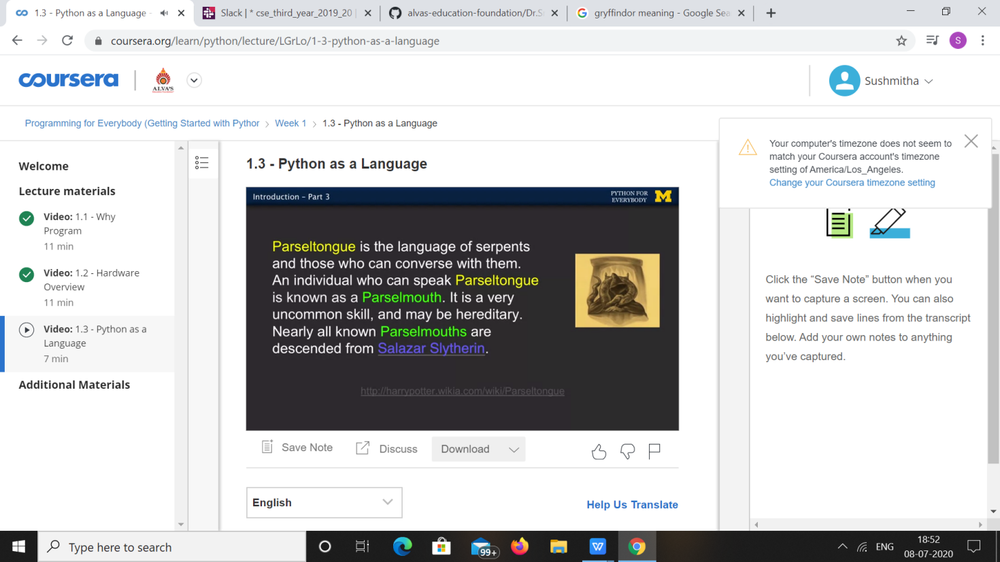 1.3 - Python as a Language -
Slack | * cse_third_year_2019_20 |
alvas-education-foundation/Dr.S
gryffindor meaning - Google Sea
coursera.org/learn/python/lecture/LGrLo/1-3-python-as-a-language
S
coursera
ALVA'S
Sushmitha
Programming for Everybody (Getting Started with Python
Week 1
1.3 - Python as a Language
Your computer's timezone does not seem to
match your Coursera account's timezone
setting of America/Los_Angeles.
Change your Coursera timezone setting
Welcome
Lecture materials
Video: 1.1 - Why
Program
11 min
Video: 1.2 - Hardware
Overview
11 min
Video: 1.3 - Python as a
Language
7 min
Additional Materials
1.3 - Python as a Language
Introduction – Part 3
PYTHON FOR
EVERYBODY
M
Parseltongue is the language of serpents
and those who can converse with them.
An individual who can speak Parseltongue
is known as a Parselmouth. It is a very
uncommon skill, and may be hereditary.
Nearly all known Parselmouths are
descended from Salazar Slytherin.
http://harrypotter.wikia.com/wiki/Parseltongue
Save Note
Discuss
Download
English
Help Us Translate
Click the “Save Note” button when you
want to capture a screen. You can also
highlight and save lines from the transcript
below. Add your own notes to anything
you’ve captured.
Type here to search
99+
W
ENG
18:52
08-07-2020